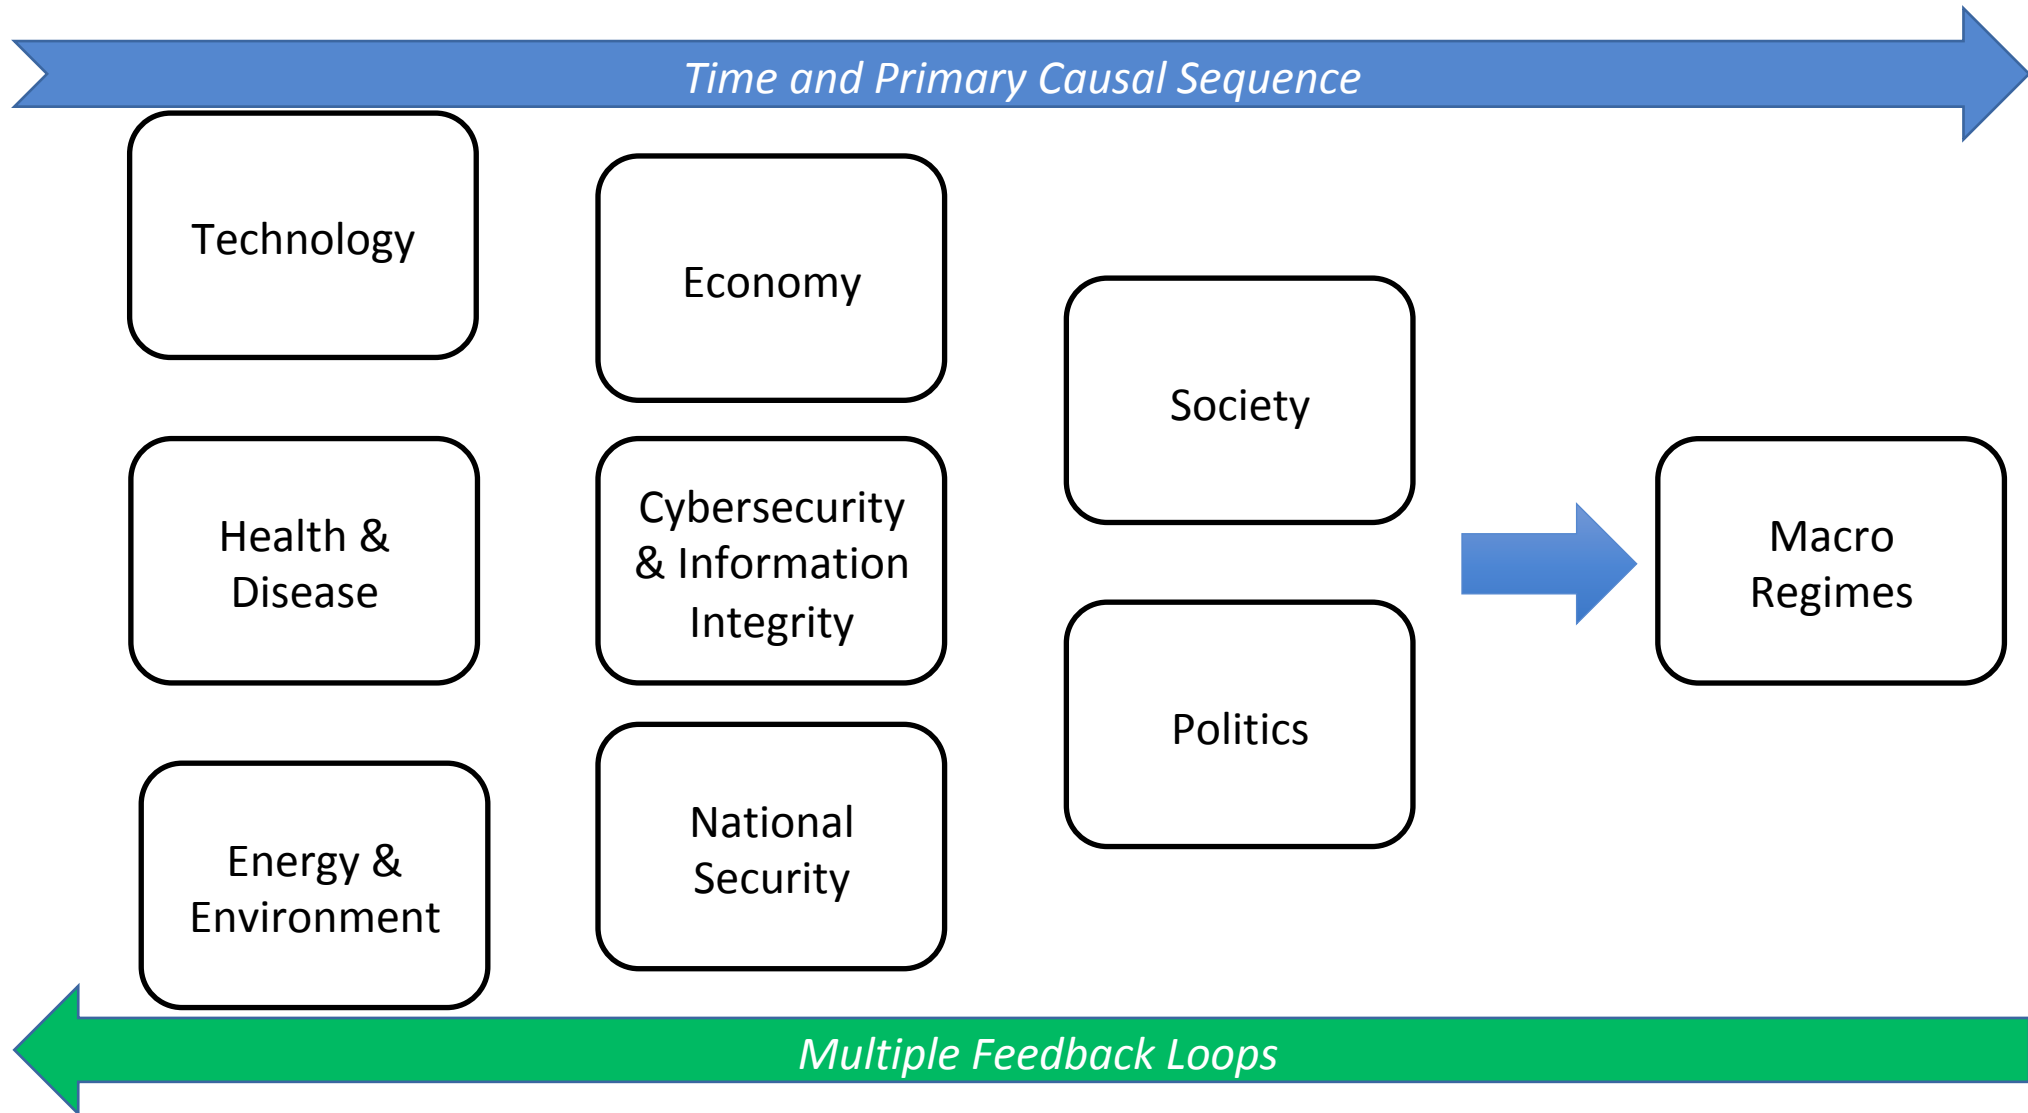 Time and Primary Causal Sequence
Technology
Economy
Society
Health &
Disease
Cybersecurity
& Information
Integrity
Macro
Regimes
Politics
Energy &
Environment
National
Security
Multiple Feedback Loops